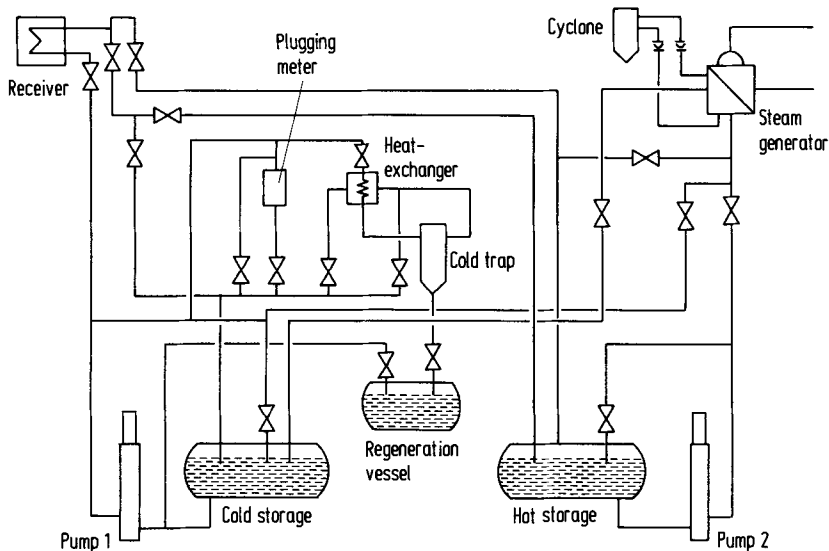 Cyclone
Plugging
meter
Receiver
Steam
generator
Heat-
exchanger
Cold trap
Regeneration
vessel
Cold storage
Hot storage
Pump 1
Pump 2